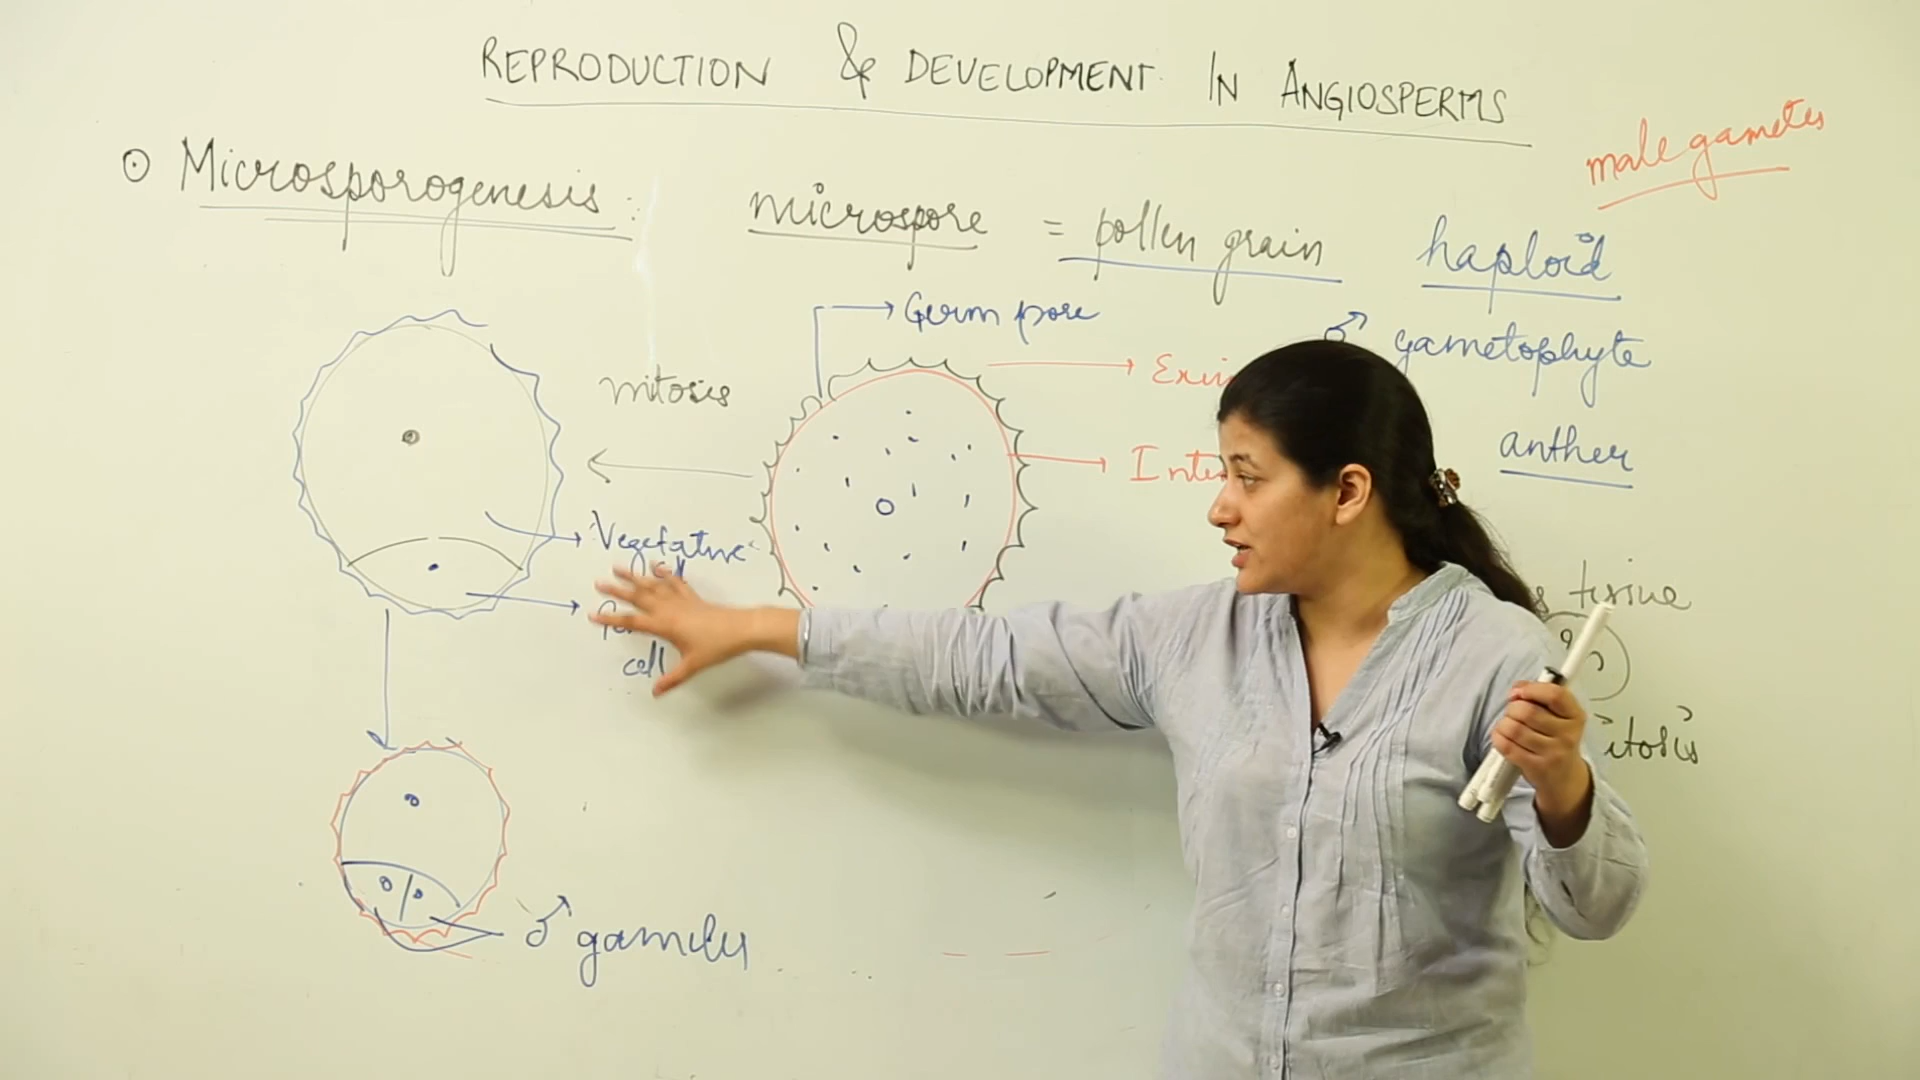 REPRODUCTION & DEVELOPMENT IN ANGIOSPERMS
male gametes
⊙ Microsporogenesis :
microspore = pollen grain
haploid
♂ gametophyte
anther
Germ pore
mitosis
Vegetative
cell
♂ gametes
tissue